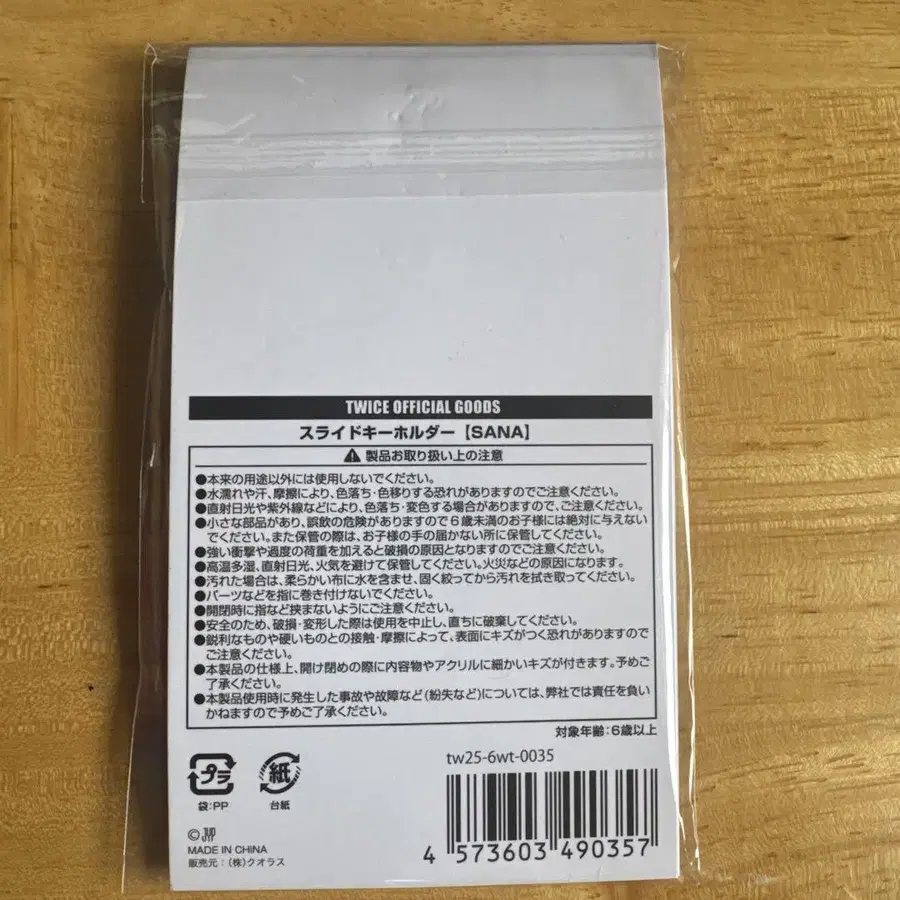 TWICE OFFICIAL GOODS
スライドキーホルダー【SANA】
⚠ 製品お取り扱い上の注意
●本来の用途以外には使用しないでください。
●水濡れや汗、摩擦により、色落ち・色移りする恐れがありますのでご注意ください。
●直射日光や紫外線などにより、色落ち・変色する場合がありますので、ご注意ください。
●小さな部品があり、誤飲の危険がありますので6歳未満のお子様には絶対に与えない
でください。また保管の際は、お子様の手の届かない所に保管してください。
●強い衝撃や過度の荷重を加えると破損の原因となりますのでご注意ください。
●高温多湿、直射日光、火気を避けて保管してください。火災などの原因になります。
●汚れた場合は、柔らかい布に水を含ませ、固く絞ってから汚れを拭き取ってください。
●パーツなどを指に巻き付けないでください。
●開閉時に指など挟まないようにご注意ください。
●安全のため、破損・変形した際は使用を中止し、直ちに破棄してください。
●鋭利なものや硬いものとの接触・摩擦によって、表面にキズがつく恐れがありますので
ご注意ください。
●本製品の仕様上、開け閉めの際に内容物やアクリルに細かいキズが付きます。予めご
了承ください。
●本製品使用時に発生した事故や故障など(紛失など)については、弊社では責任を負い
かねますので予めご了承ください。
対象年齢:6歳以上
tw25-6wt-0035
プラ 紙
袋:PP 台紙
©JYP
MADE IN CHINA
販売元:(株)クオラス
4 573603 490357